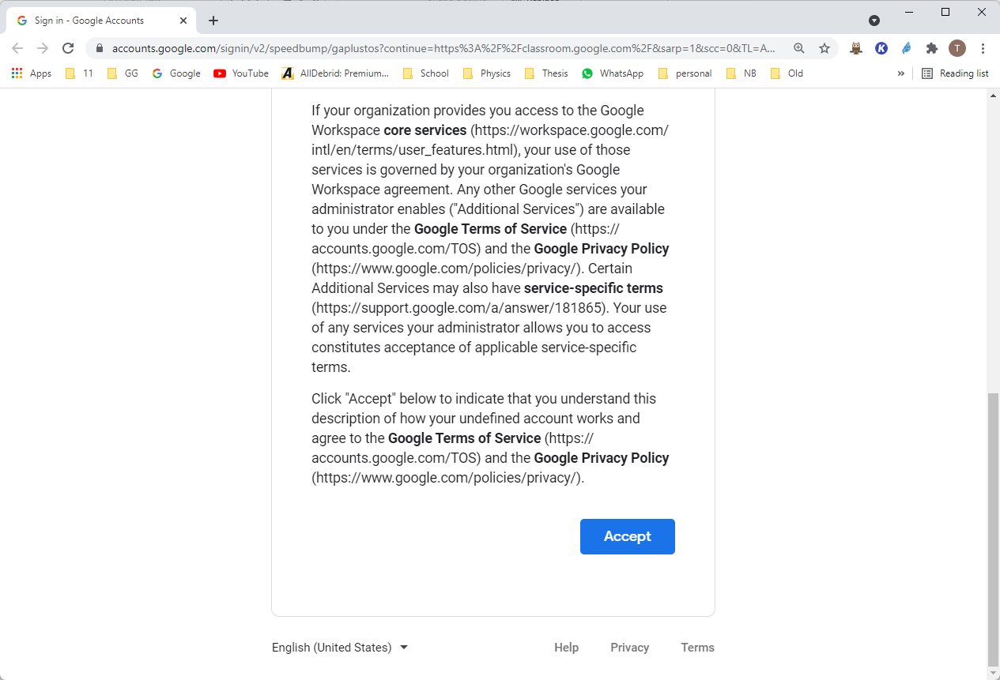 Sign in - Google Accounts
accounts.google.com/signin/v2/speedbump/gaplustos?continue=https%3A%2F%2Fclassroom.google.com%2F&sarp=1&scc=0&TL=A...
K
T
Apps 11 GG Google YouTube AllDebrid: Premium... School Physics Thesis WhatsApp personal NB Old » Reading list
If your organization provides you access to the Google
Workspace core services (https://workspace.google.com/
intl/en/terms/user_features.html), your use of those
services is governed by your organization's Google
Workspace agreement. Any other Google services your
administrator enables ("Additional Services") are available
to you under the Google Terms of Service (https://
accounts.google.com/TOS) and the Google Privacy Policy
(https://www.google.com/policies/privacy/). Certain
Additional Services may also have service-specific terms
(https://support.google.com/a/answer/181865). Your use
of any services your administrator allows you to access
constitutes acceptance of applicable service-specific
terms.
Click "Accept" below to indicate that you understand this
description of how your undefined account works and
agree to the Google Terms of Service (https://
accounts.google.com/TOS) and the Google Privacy Policy
(https://www.google.com/policies/privacy/).
Accept
English (United States) Help Privacy Terms